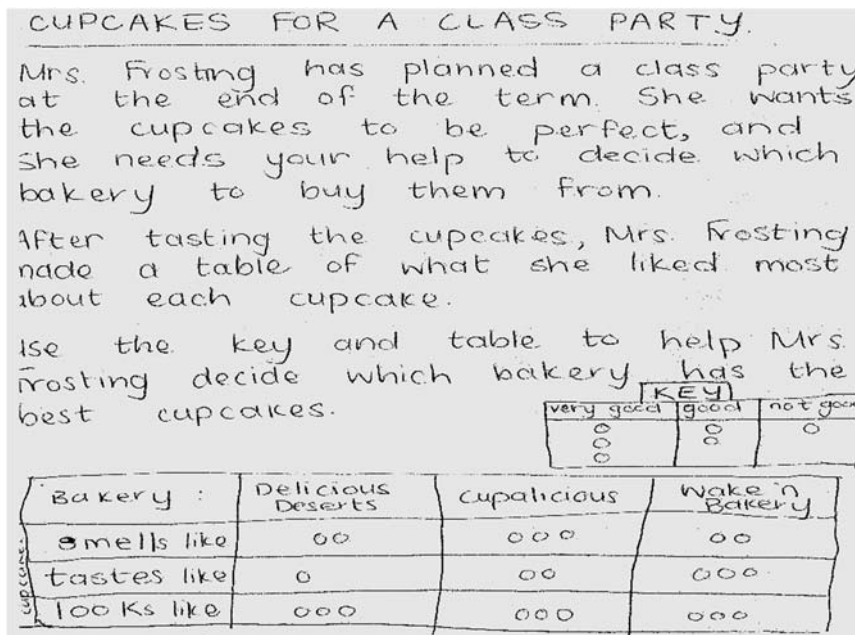 CUPCAKES FOR A CLASS PARTY.
Mrs. Frosting has planned a class party
at the end of the term. She wants
the cupcakes to be perfect, and
she needs your help to decide which
bakery to buy them from.
After tasting the cupcakes, Mrs. Frosting
made a table of what she liked most
about each cupcake.
Use the key and table to help Mrs.
Frosting decide which bakery has the
best cupcakes.
KEY
very good good not good
Bakery : Delicious Deserts Cupalicious Wake 'n Bakery
cupcake
smells like
tastes like
looks like